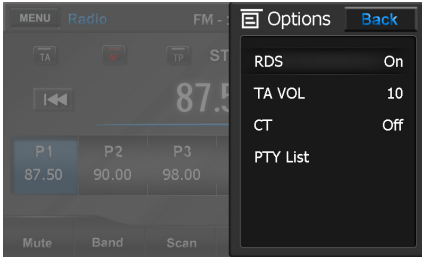 MENU Radio FM -
Options Back
TA TP ST
87.5
P1 P2 P3
87.50 90.00 98.00
Mute Band Scan
RDS On
TA VOL 10
CT Off
PTY List